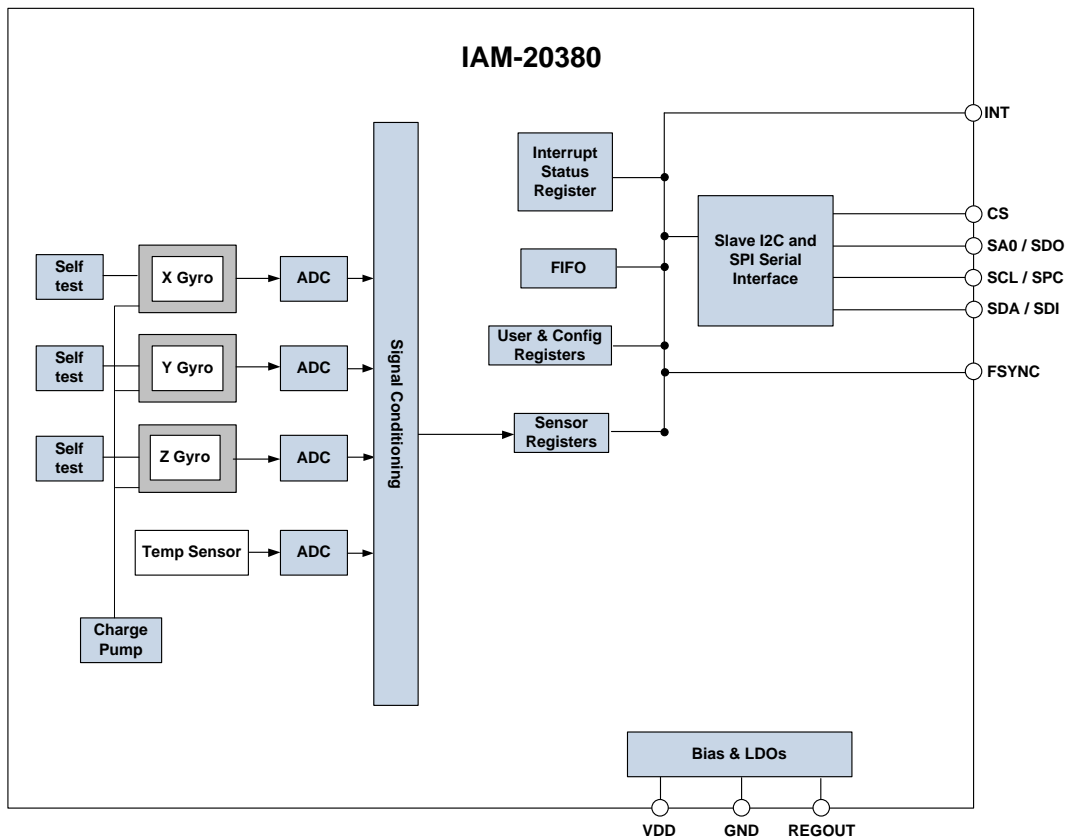 IAM-20380
INT
Interrupt
Status
Register
CS
Slave I2C and
SPI Serial
Interface
SA0 / SDO
FIFO
SCL / SPC
SDA / SDI
Self
test
X Gyro
ADC
User & Config
Registers
Self
test
Y Gyro
ADC
FSYNC
Signal Conditioning
Sensor
Registers
Self
test
Z Gyro
ADC
Temp Sensor
ADC
Charge
Pump
Bias & LDOs
VDD
GND
REGOUT